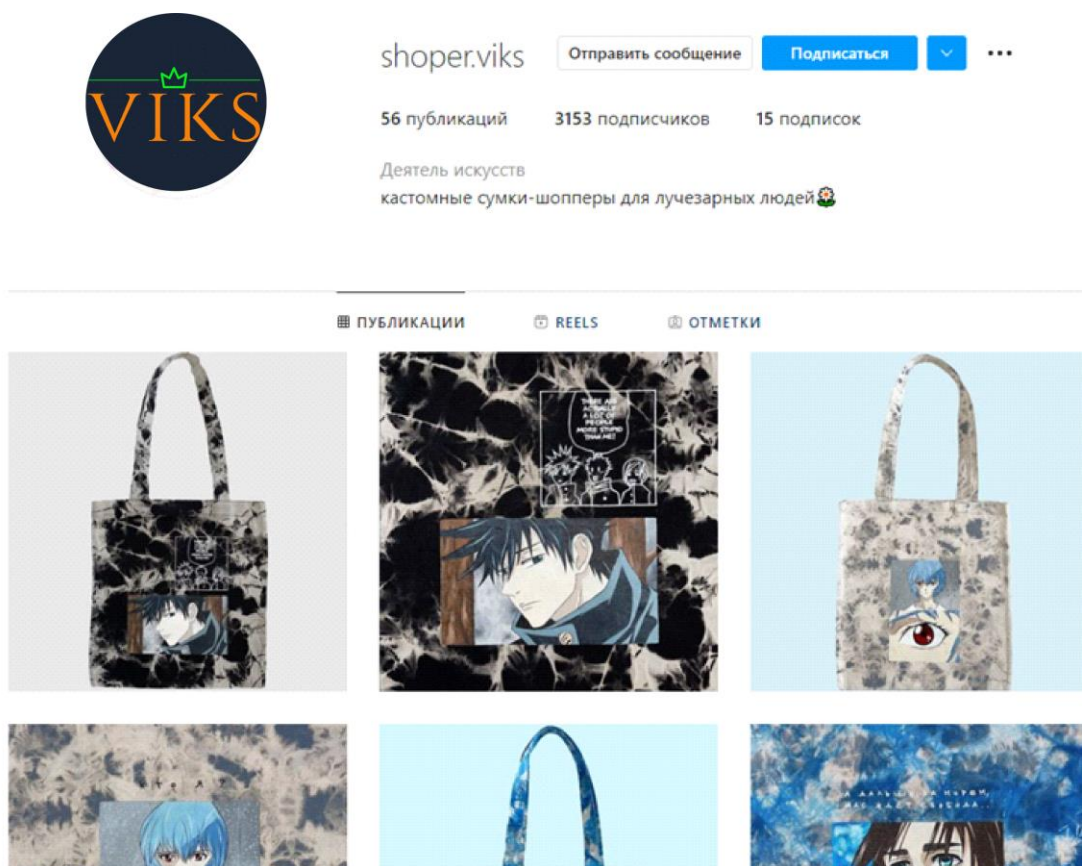 VIKS
shoper.viks Отправить сообщение Подписаться
56 публикаций 3153 подписчиков 15 подписок
Деятель искусств
кастомные сумки-шопперы для лучезарных людей
ПУБЛИКАЦИИ REELS ОТМЕТКИ
THERE ARE
ACTUALLY
A LOT OF
PEOPLE
MORE STUPID
THAN ME!!